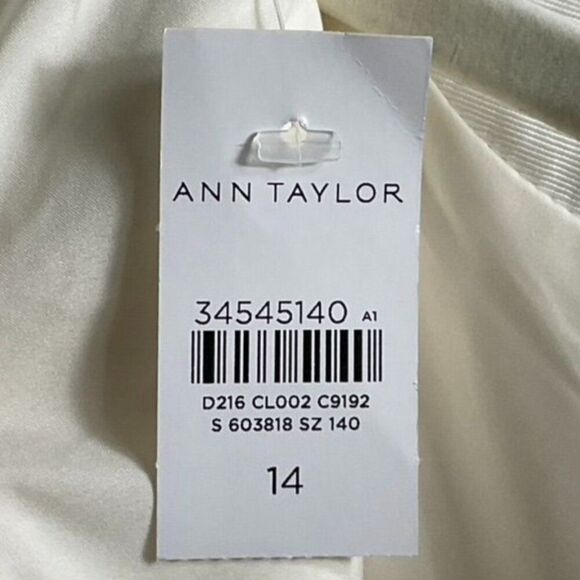 ANN TAYLOR
34545140 A1
D216 CL002 C9192
S 603818 SZ 140
14